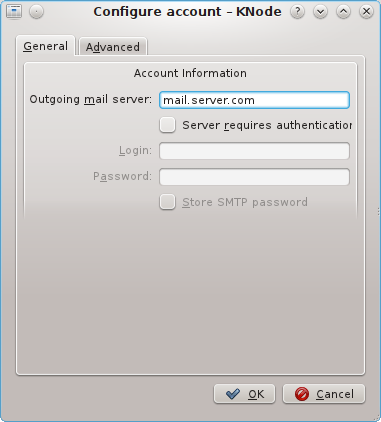 Configure account – KNode
General
Advanced
Account Information
Outgoing mail server: mail.server.com
Server requires authentication
Login:
Password:
Store SMTP password
OK
Cancel